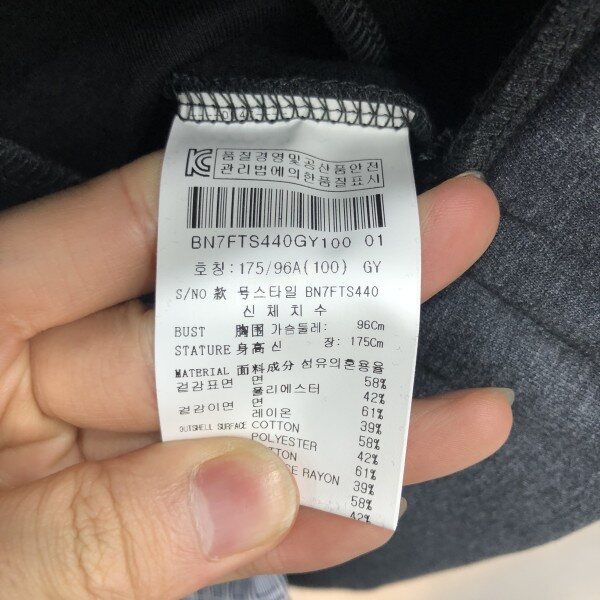 품질경영및공산품안전
관리법에의한품질표시
BN7FTS440GY100 01
호칭:175/96A(100) GY
S/NO 款 号스타일 BN7FTS440
신체치수
BUST 胸围 가슴둘레: 96Cm
STATURE 身高 신 장: 175Cm
MATERIAL 面料成分 섬유의혼용율
겉감표면 면 58%
폴리에스터 42%
겉감이면 면 61%
레이온 39%
OUTSHELL SURFACE COTTON 58%
POLYESTER 42%
61%
RAYON 39%
58%
42%